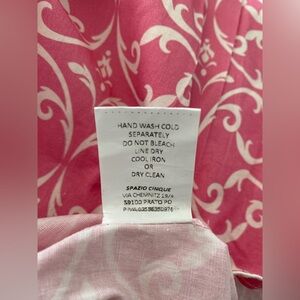 HAND WASH COLD
SEPARATELY
DO NOT BLEACH
LINE DRY
COOL IRON
OR
DRY CLEAN
SPAZIO CINQUE
VIA CHEMNITZ
59100 PRATO PO